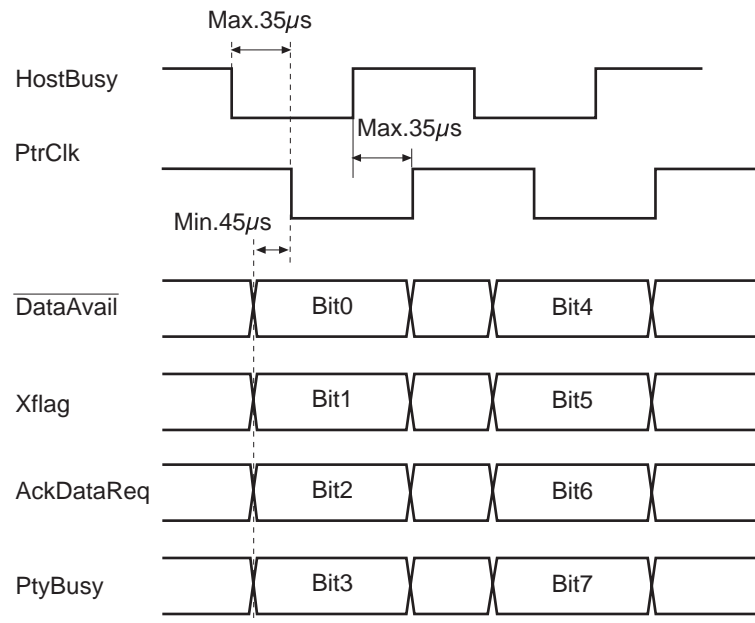 Max.35µs
HostBusy
Max.35µs
PtrClk
Min.45µs
DataAvail
Bit0
Bit4
Xflag
Bit1
Bit5
AckDataReq
Bit2
Bit6
PtyBusy
Bit3
Bit7